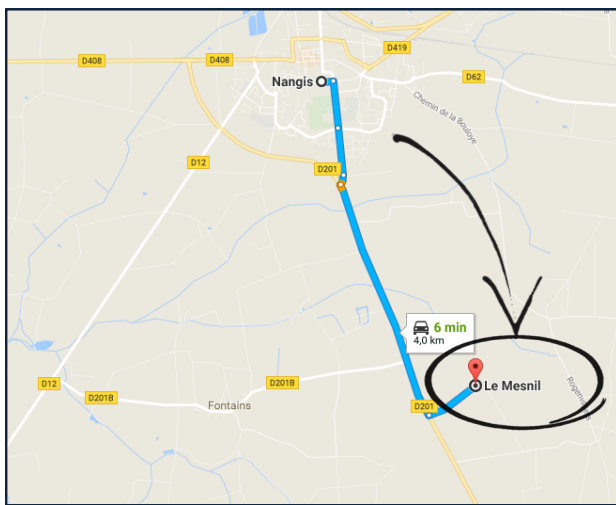 D419
D408
D408
D62
Nangis
Chemin de la Bouloye
D12
D201
6 min
4,0 km
Le Mesnil
D12
D201B
D201B
Fontains
D201